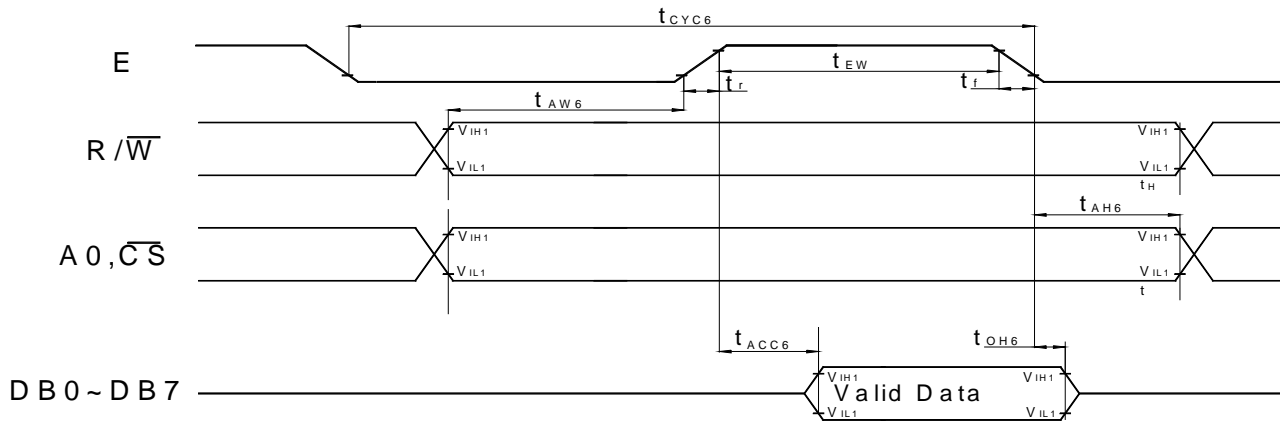 tCYC6
E
tEW
tr
tf
tAW6
R/W
VIH1
VIH1
VIL1
VIL1
tH
tAH6
A0,CS
VIH1
VIH1
VIL1
VIL1
t
tACC6
tOH6
DB0~DB7
VIH1
Valid Data
VIH1
VIL1
VIL1